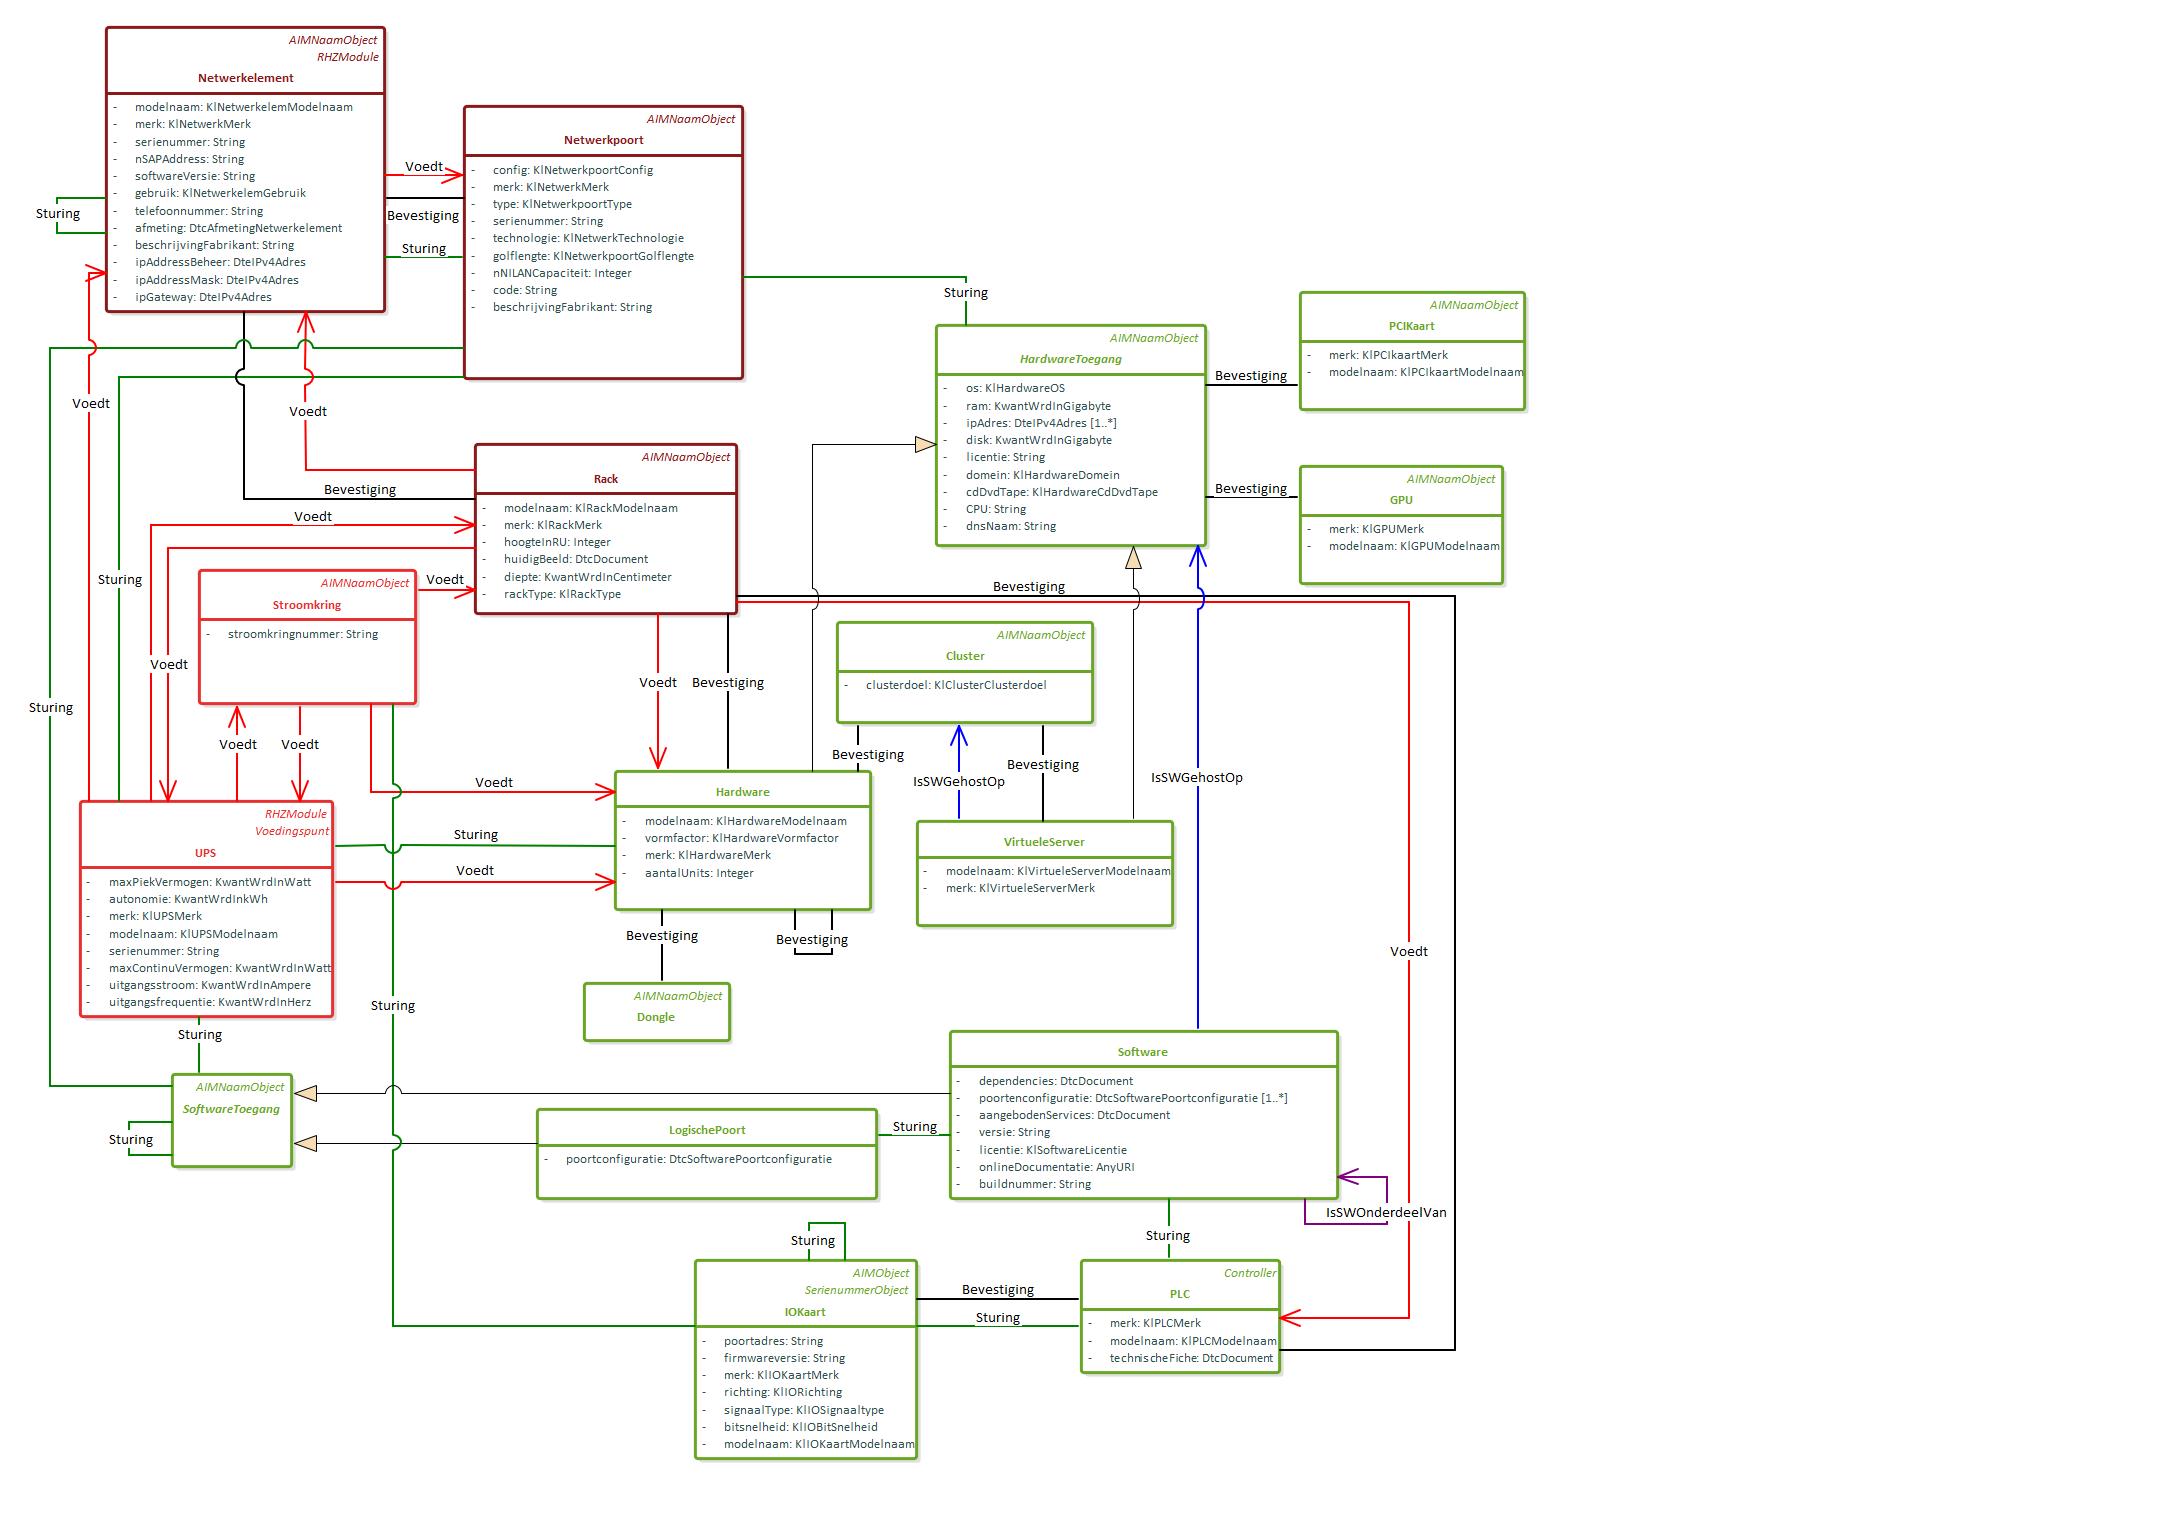 AIMNaamObject
RHZModule
Netwerkelement
- modelnaam: KlNetwerkelemModelnaam
- merk: KlNetwerkMerk
- serienummer: String
- nSAPAddress: String
- softwareVersie: String
- gebruik: KlNetwerkelemGebruik
- telefoonnummer: String
- afmeting: DtcAfmetingNetwerkelement
- beschrijvingFabrikant: String
- ipAddressBeheer: DteIPv4Adres
- ipAddressMask: DteIPv4Adres
- ipGateway: DteIPv4Adres
Sturing
Voedt
Bevestiging
Sturing
AIMNaamObject
Netwerkpoort
- config: KlNetwerkpoortConfig
- merk: KlNetwerkMerk
- type: KlNetwerkpoortType
- serienummer: String
- technologie: KlNetwerkTechnologie
- golflengte: KlNetwerkpoortGolflengte
- nNILANCapaciteit: Integer
- code: String
- beschrijvingFabrikant: String
Sturing
AIMNaamObject
HardwareToegang
- os: KlHardwareOS
- ram: KwantWrdInGigabyte
- ipAdres: DteIPv4Adres [1..*]
- disk: KwantWrdInGigabyte
- licentie: String
- domein: KlHardwareDomein
- cdDvdTape: KlHardwareCdDvdTape
- CPU: String
- dnsNaam: String
Bevestiging
AIMNaamObject
PCIKaart
- merk: KlPCIkaartMerk
- modelnaam: KlPCIkaartModelnaam
Bevestiging
AIMNaamObject
GPU
- merk: KlGPUMerk
- modelnaam: KlGPUModelnaam
Voedt
Voedt
Bevestiging
Voedt
AIMNaamObject
Rack
- modelnaam: KlRackModelnaam
- merk: KlRackMerk
- hoogteInRU: Integer
- huidigBeeld: DtcDocument
- diepte: KwantWrdInCentimeter
- rackType: KlRackType
Sturing
Voedt
Bevestiging
AIMNaamObject
Stroomkring
- stroomkringnummer: String
Voedt
Sturing
Voedt
Voedt
Voedt
Bevestiging
AIMNaamObject
Cluster
- clusterdoel: KlClusterClusterdoel
Bevestiging
IsSWGehostOp
Bevestiging
IsSWGehostOp
Voedt
Hardware
- modelnaam: KlHardwareModelnaam
- vormfactor: KlHardwareVormfactor
- merk: KlHardwareMerk
- aantalUnits: Integer
Sturing
Voedt
RHZModule
Voedingspunt
UPS
- maxPiekVermogen: KwantWrdInWatt
- autonomie: KwantWrdInkWh
- merk: KlUPSMerk
- modelnaam: KlUPSModelnaam
- serienummer: String
- maxContinuVermogen: KwantWrdInWatt
- uitgangsstroom: KwantWrdInAmpere
- uitgangsfrequentie: KwantWrdInHerz
VirtueleServer
- modelnaam: KlVirtueleServerModelnaam
- merk: KlVirtueleServerMerk
Bevestiging
Bevestiging
Voedt
Sturing
AIMNaamObject
Dongle
Sturing
AIMNaamObject
SoftwareToegang
Sturing
Software
- dependencies: DtcDocument
- poortenconfiguratie: DtcSoftwarePoortconfiguratie [1..*]
- aangebodenServices: DtcDocument
- versie: String
- licentie: KlSoftwareLicentie
- onlineDocumentatie: AnyURI
- buildnummer: String
LogischePoort
- poortconfiguratie: DtcSoftwarePoortconfiguratie
Sturing
IsSWOnderdeelVan
Sturing
Sturing
AIMObject
SerienummerObject
IOKaart
- poortadres: String
- firmwareversie: String
- merk: KlIOKaartMerk
- richting: KlIORichting
- signaalType: KlIOSignaaltype
- bitsnelheid: KlIOBitSnelheid
- modelnaam: KlIOKaartModelnaam
Bevestiging
Sturing
Controller
PLC
- merk: KlPLCMerk
- modelnaam: KlPLCModelnaam
- technischeFiche: DtcDocument